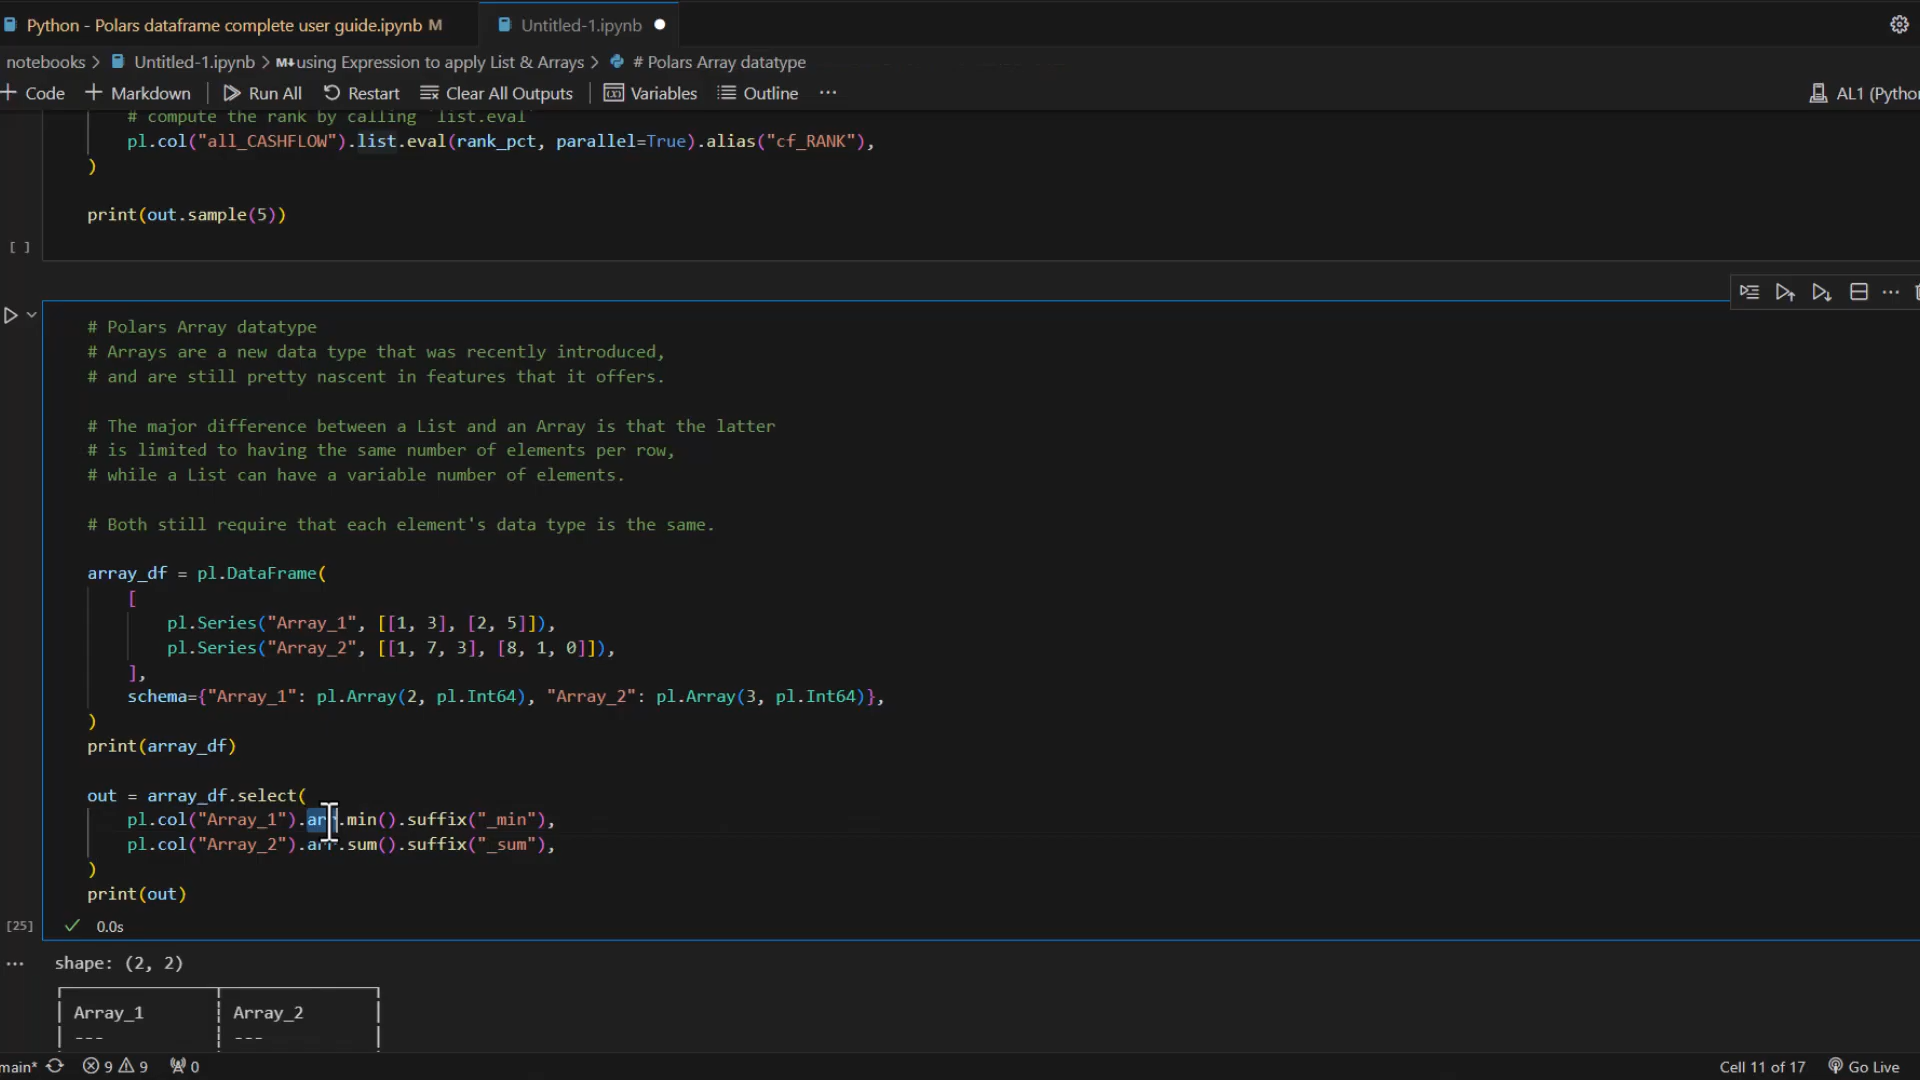 Python - Polars dataframe complete user guide.ipynb M
Untitled-1.ipynb
notebooks > Untitled-1.ipynb > M↓using Expression to apply List & Arrays > # Polars Array datatype
+ Code + Markdown | Run All Restart Clear All Outputs | Variables Outline ...
AL1 (Python
# compute the rank by calling `list.eval`
pl.col("all_CASHFLOW").list.eval(rank_pct, parallel=True).alias("cf_RANK"),
)
print(out.sample(5))
[ ]
# Polars Array datatype
# Arrays are a new data type that was recently introduced,
# and are still pretty nascent in features that it offers.
# The major difference between a List and an Array is that the latter
# is limited to having the same number of elements per row,
# while a List can have a variable number of elements.
# Both still require that each element's data type is the same.
array_df = pl.DataFrame(
[
pl.Series("Array_1", [[1, 3], [2, 5]]),
pl.Series("Array_2", [[1, 7, 3], [8, 1, 0]]),
],
schema={"Array_1": pl.Array(2, pl.Int64), "Array_2": pl.Array(3, pl.Int64)},
)
print(array_df)
out = array_df.select(
pl.col("Array_1").arr.min().suffix("_min"),
pl.col("Array_2").arr.sum().suffix("_sum"),
)
print(out)
[25] 0.0s
... shape: (2, 2)
Array_1 Array_2
--- ---
main* 9 9 0
Cell 11 of 17 Go Live